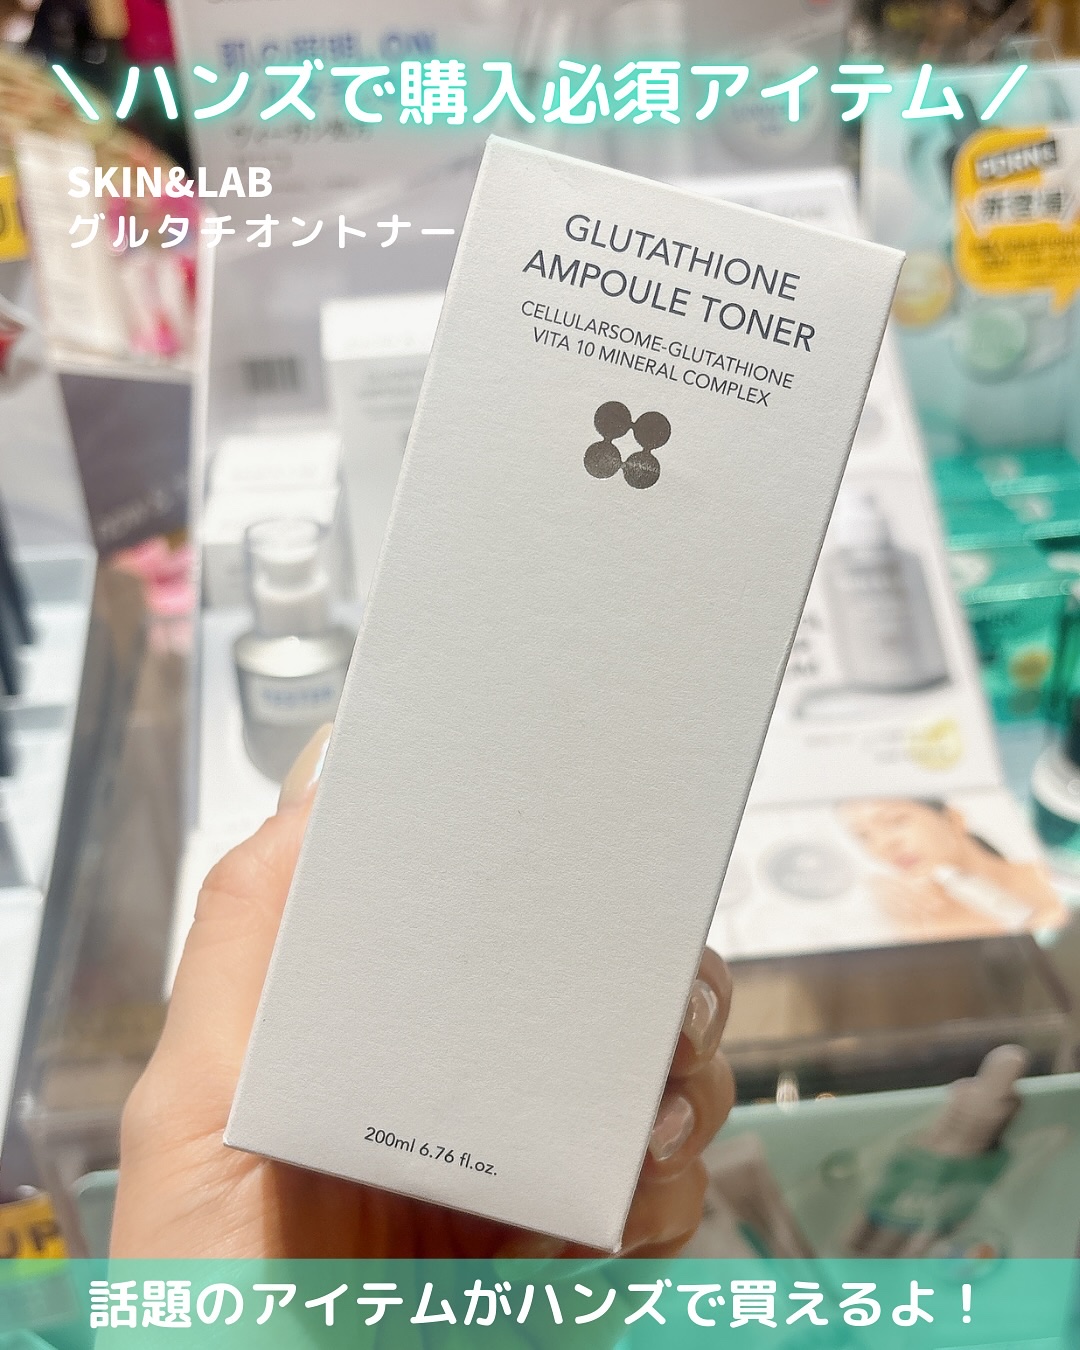 ＼ハンズで購入必須アイテム／
SKIN&LAB
グルタチオントナー
GLUTATHIONE
AMPOULE TONER
CELLULARSOME-GLUTATHIONE
VITA 10 MINERAL COMPLEX
200ml 6.76 fl.oz.
TESTER
話題のアイテムがハンズで買えるよ！